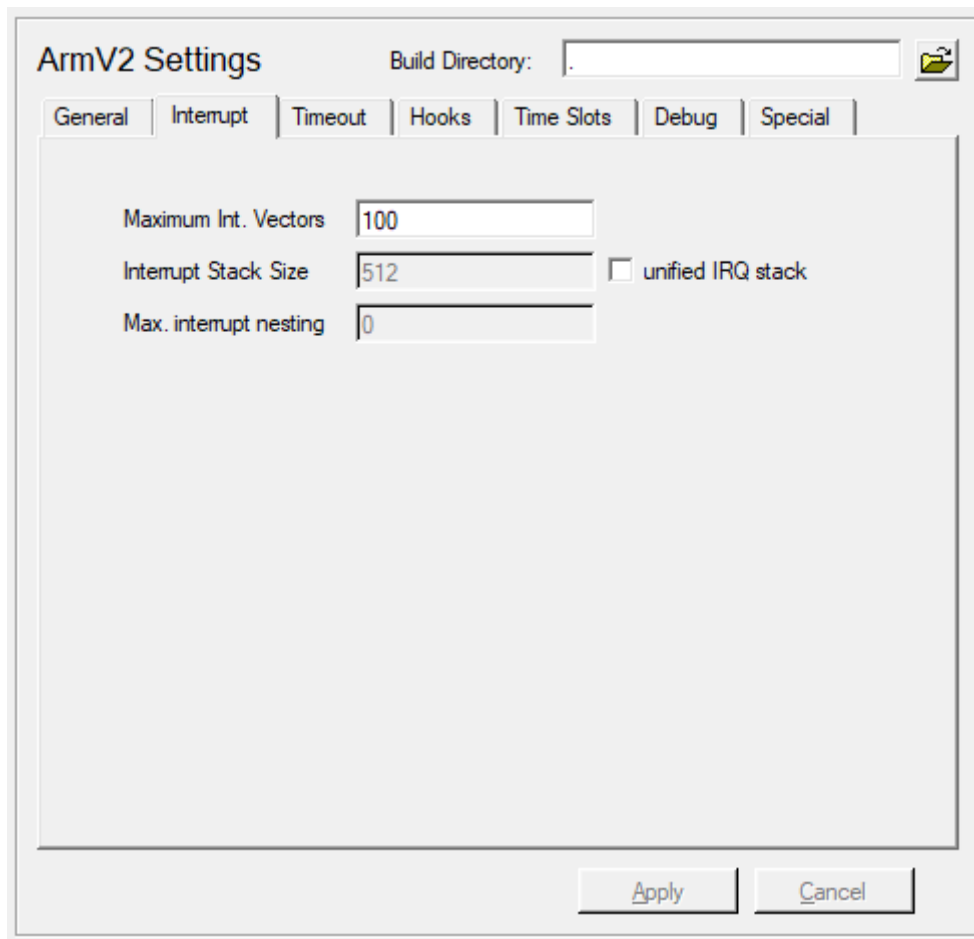 ArmV2 Settings Build Directory: .
General Interrupt Timeout Hooks Time Slots Debug Special
Maximum Int. Vectors 100
Interrupt Stack Size 512 unified IRQ stack
Max. interrupt nesting 0
Apply Cancel